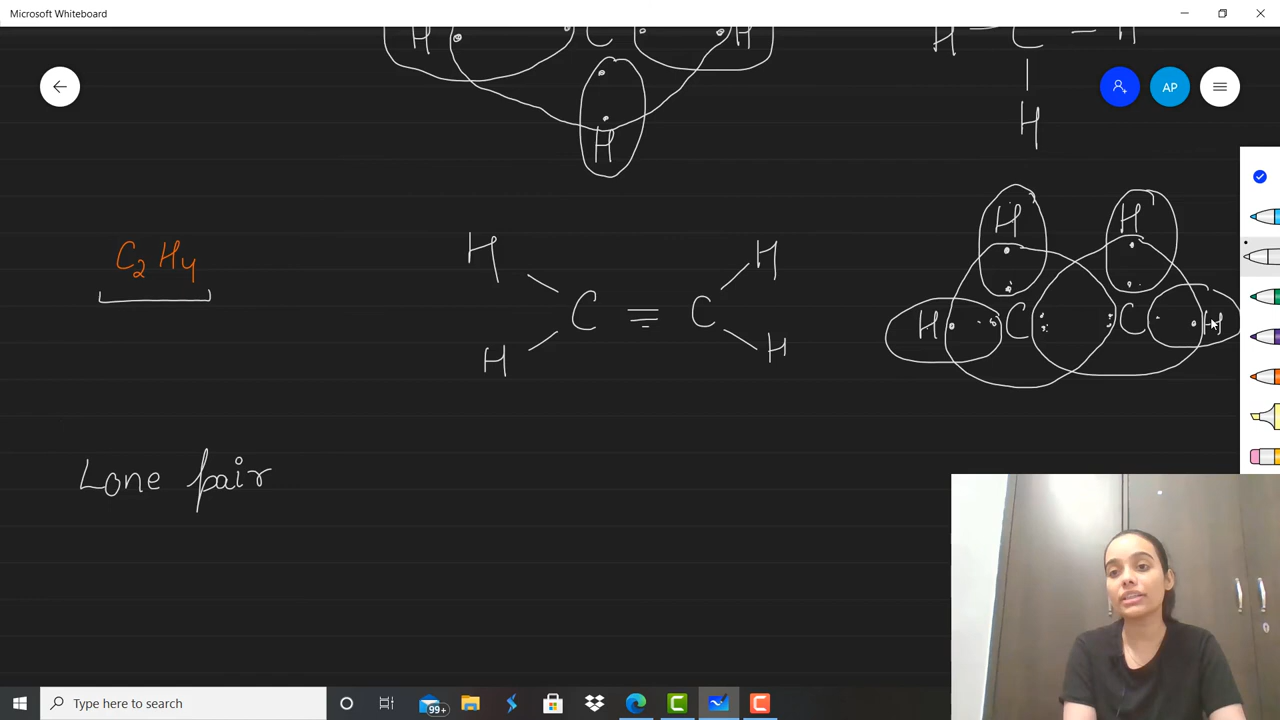 Microsoft Whiteboard
H C H
H C H
H
H
AP
C2H4
H H
C = C
H H
H H
H C C H
Lone pair
99+
Type here to search